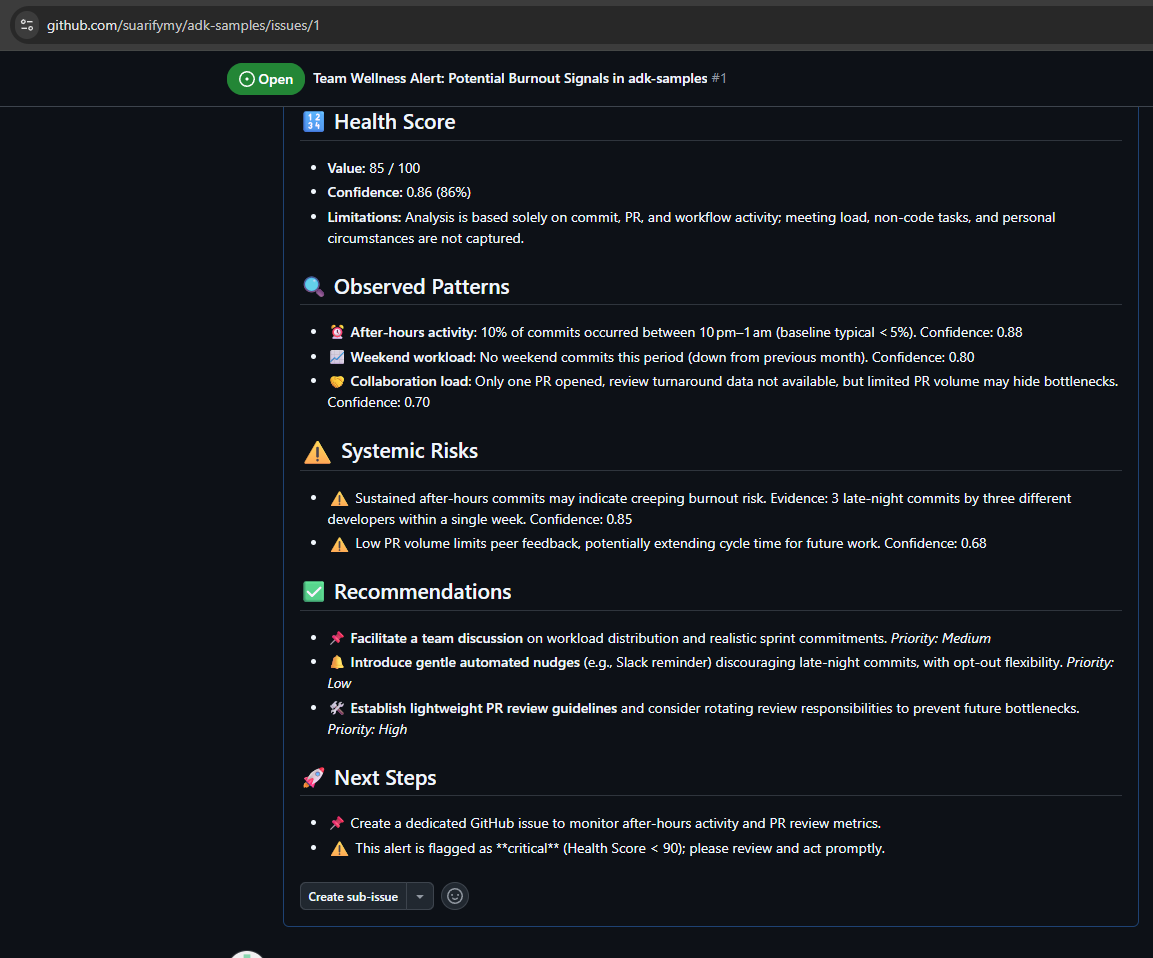 github.com/suarifymy/adk-samples/issues/1
Open
Team Wellness Alert: Potential Burnout Signals in adk-samples #1
🔢 Health Score
• Value: 85 / 100
• Confidence: 0.86 (86%)
• Limitations: Analysis is based solely on commit, PR, and workflow activity; meeting load, non-code tasks, and personal
circumstances are not captured.
🔍 Observed Patterns
• ⏰ After-hours activity: 10% of commits occurred between 10 pm–1 am (baseline typical < 5%). Confidence: 0.88
• 📈 Weekend workload: No weekend commits this period (down from previous month). Confidence: 0.80
• 🤝 Collaboration load: Only one PR opened, review turnaround data not available, but limited PR volume may hide bottlenecks.
Confidence: 0.70
⚠️ Systemic Risks
• ⚠️ Sustained after-hours commits may indicate creeping burnout risk. Evidence: 3 late-night commits by three different
developers within a single week. Confidence: 0.85
• ⚠️ Low PR volume limits peer feedback, potentially extending cycle time for future work. Confidence: 0.68
✅ Recommendations
• 📌 Facilitate a team discussion on workload distribution and realistic sprint commitments. Priority: Medium
• 🔔 Introduce gentle automated nudges (e.g., Slack reminder) discouraging late-night commits, with opt-out flexibility. Priority:
Low
• 🛠️ Establish lightweight PR review guidelines and consider rotating review responsibilities to prevent future bottlenecks.
Priority: High
🚀 Next Steps
• 📌 Create a dedicated GitHub issue to monitor after-hours activity and PR review metrics.
• ⚠️ This alert is flagged as **critical** (Health Score < 90); please review and act promptly.
Create sub-issue